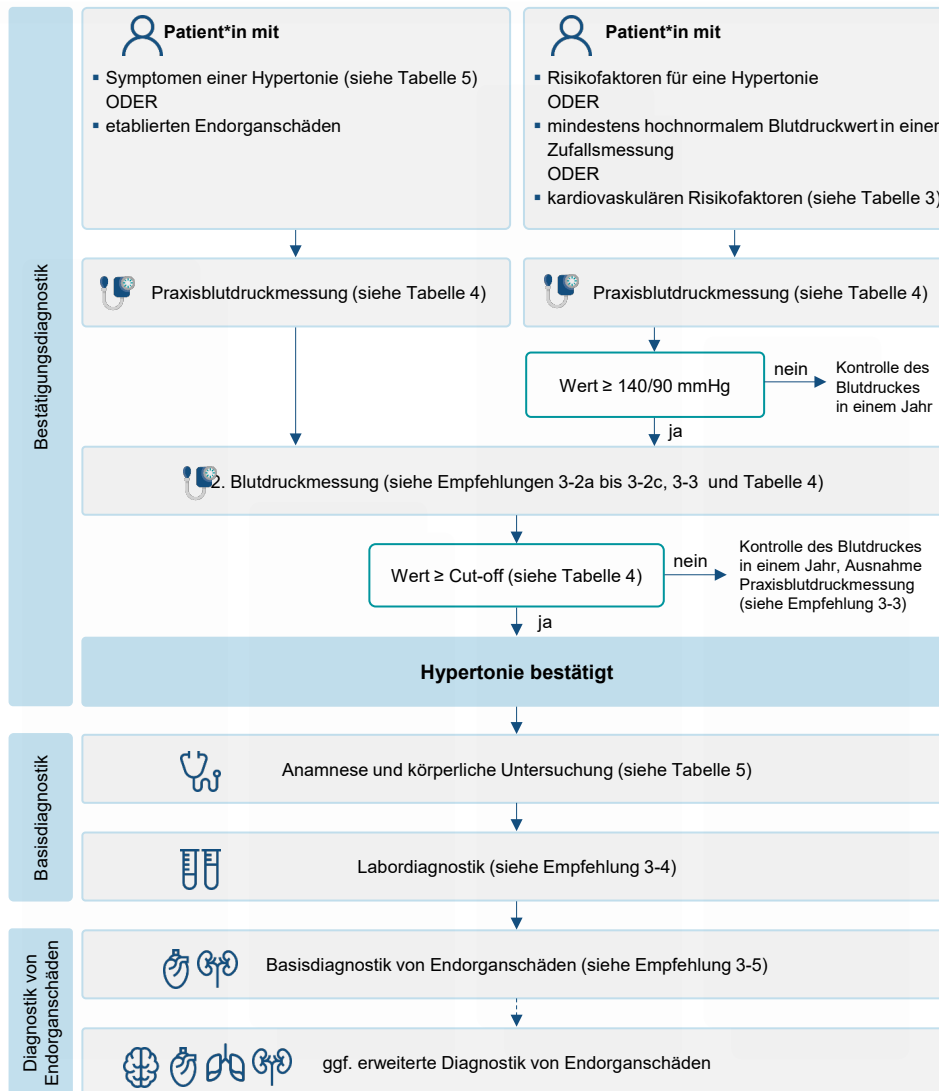 Bestätigungsdiagnostik
Patient*in mit
▪ Symptomen einer Hypertonie (siehe Tabelle 5)
ODER
▪ etablierten Endorganschäden
Patient*in mit
▪ Risikofaktoren für eine Hypertonie
ODER
▪ mindestens hochnormalem Blutdruckwert in einer
Zufallsmessung
ODER
▪ kardiovaskulären Risikofaktoren (siehe Tabelle 3)
Praxisblutdruckmessung (siehe Tabelle 4)
Praxisblutdruckmessung (siehe Tabelle 4)
Wert ≥ 140/90 mmHg
nein
Kontrolle des
Blutdruckes
in einem Jahr
ja
2. Blutdruckmessung (siehe Empfehlungen 3-2a bis 3-2c, 3-3 und Tabelle 4)
Wert ≥ Cut-off (siehe Tabelle 4)
nein
Kontrolle des Blutdruckes
in einem Jahr, Ausnahme
Praxisblutdruckmessung
(siehe Empfehlung 3-3)
ja
Hypertonie bestätigt
Basisdiagnostik
Anamnese und körperliche Untersuchung (siehe Tabelle 5)
Labordiagnostik (siehe Empfehlung 3-4)
Diagnostik von
Endorganschäden
Basisdiagnostik von Endorganschäden (siehe Empfehlung 3-5)
ggf. erweiterte Diagnostik von Endorganschäden